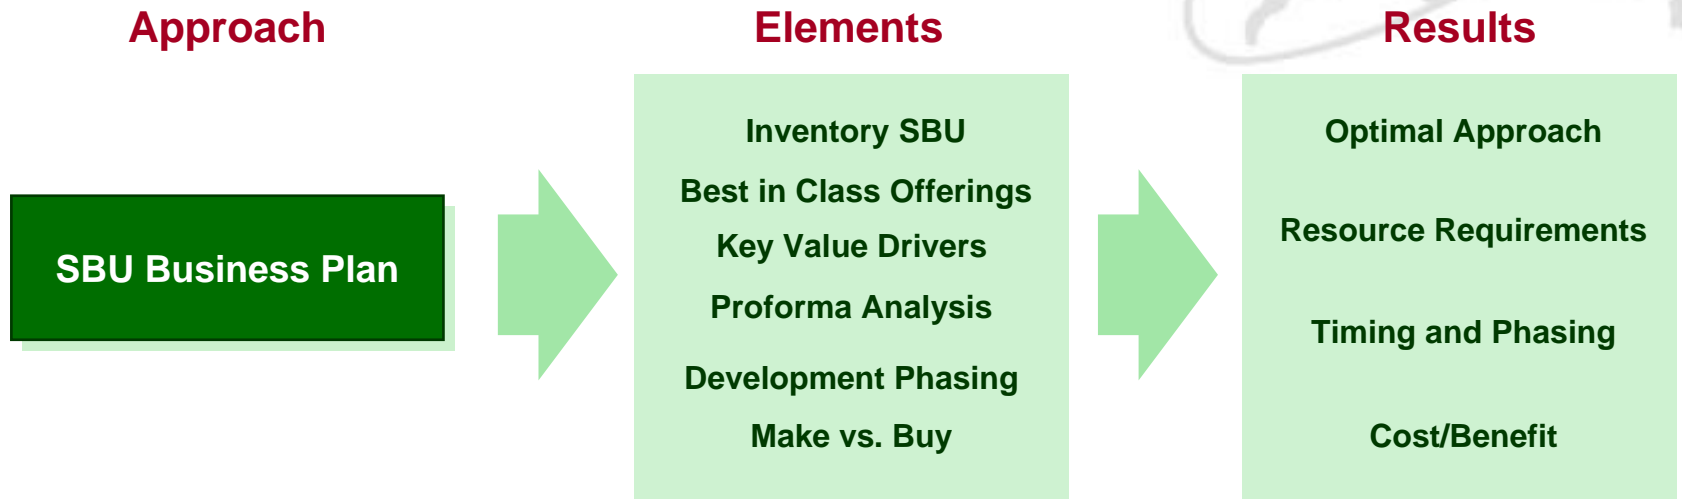 Approach
Elements
Results
SBU Business Plan
Inventory SBU
Best in Class Offerings
Key Value Drivers
Proforma Analysis
Development Phasing
Make vs. Buy
Optimal Approach
Resource Requirements
Timing and Phasing
Cost/Benefit